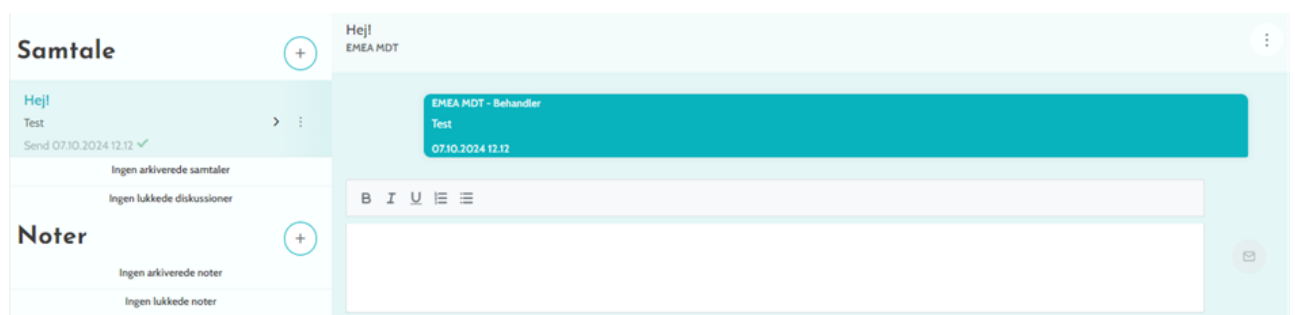 Samtale
Hej!
Test
Send 07.10.2024 12.12
Ingen arkiverede samtaler
Ingen lukkede diskussioner
Noter
Ingen arkiverede noter
Ingen lukkede noter
Hej!
EMEA MDT
EMEA MDT - Behandler
Test
07.10.2024 12.12
B I U